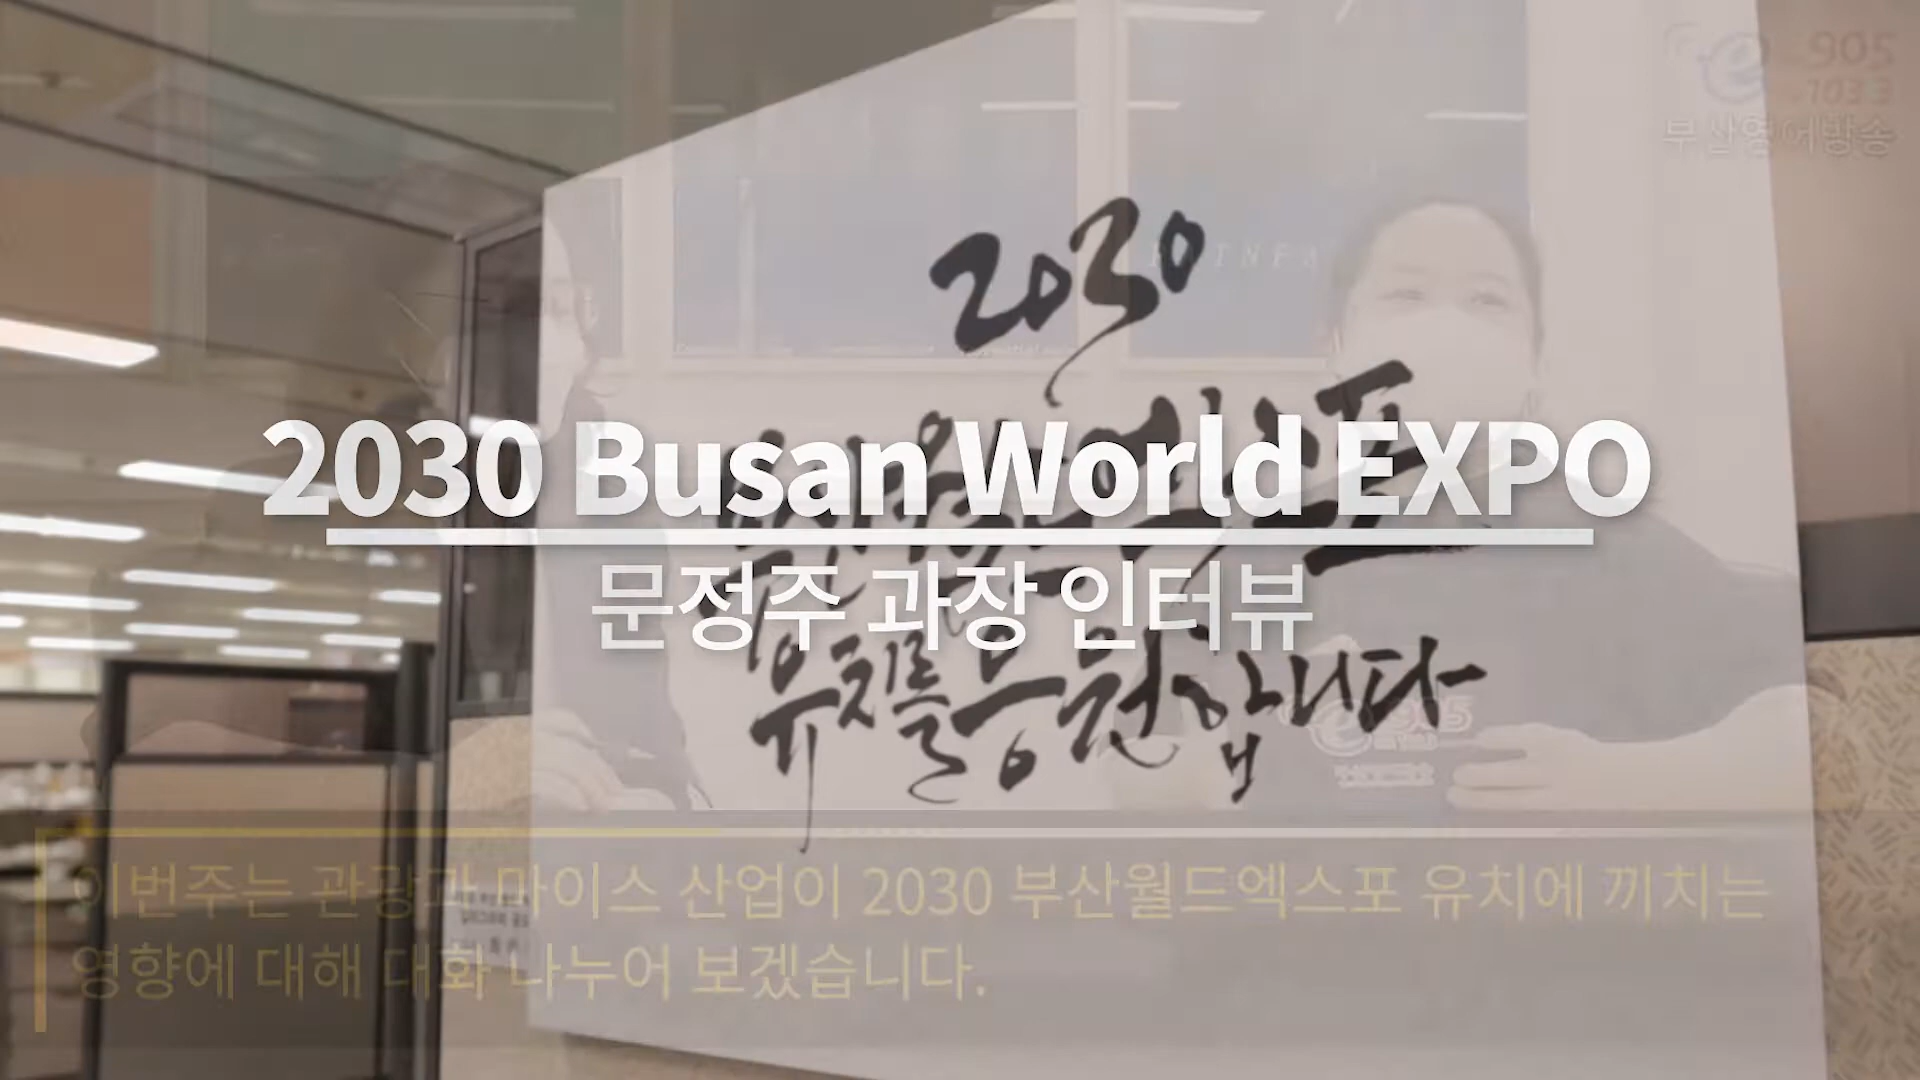 905
103.3
부산영어방송
2030
2030 Busan World EXPO
문정주 과장 인터뷰
유치를 응원합니다
이번주는 관광과 마이스 산업이 2030 부산월드엑스포 유치에 끼치는
영향에 대해 대화 나누어 보겠습니다.